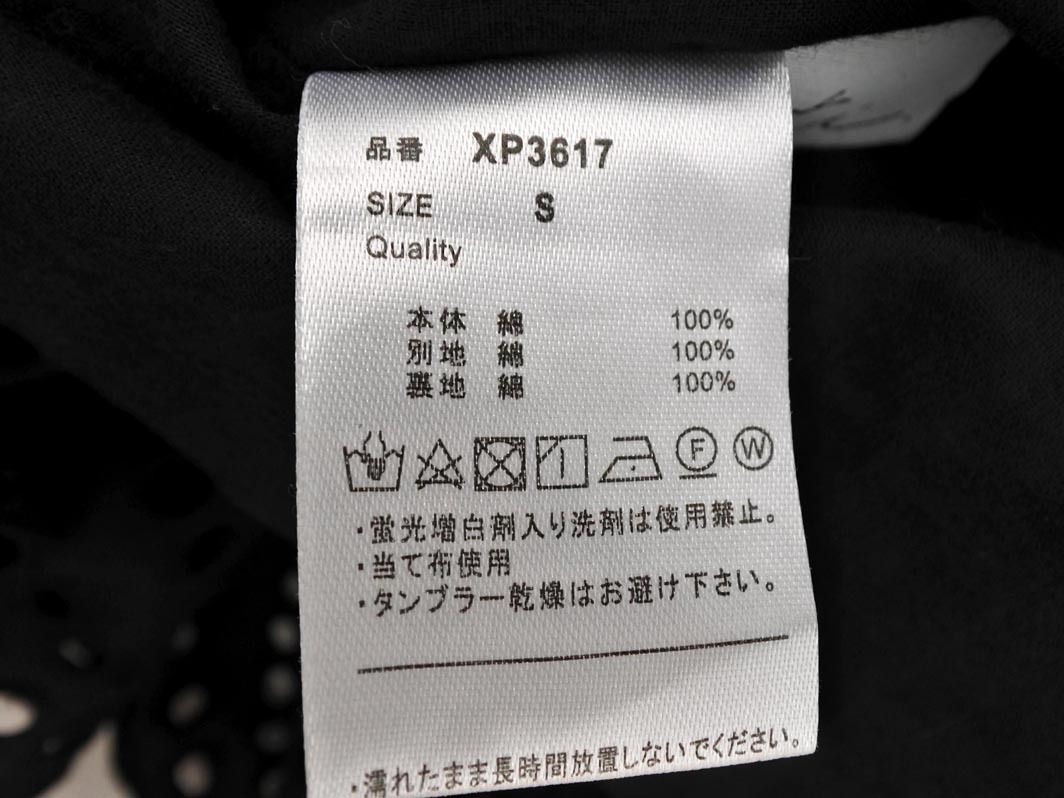 品番 XP3617
SIZE S
Quality
本体 綿 100%
別地 綿 100%
裏地 綿 100%
F W
・蛍光増白剤入り洗剤は使用禁止。
・当て布使用
・タンブラー乾燥はお避け下さい。
・濡れたまま長時間放置しないでください。